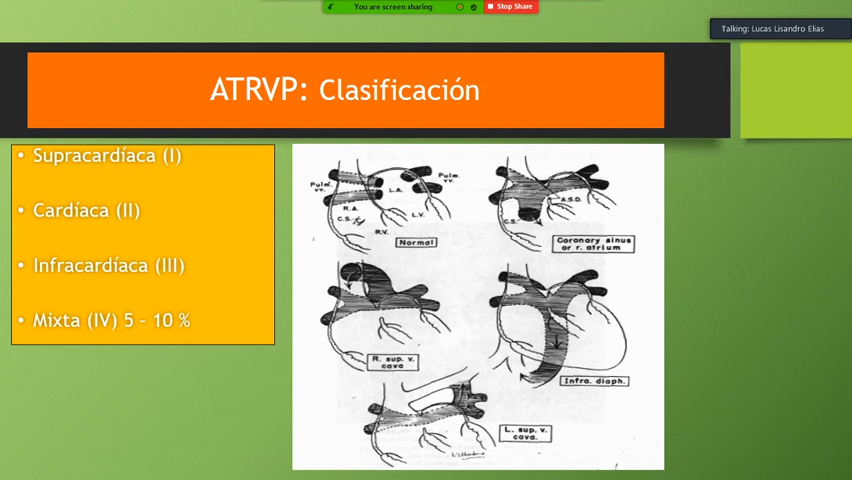 You are screen sharing
Stop Share
Talking: Lucas Lisandro Elias
ATRVP: Clasificación
• Supracardíaca (I)
• Cardíaca (II)
• Infracardíaca (III)
• Mixta (IV) 5 – 10 %
Pulm. vv.
L.A.
Pulm. vv.
R.A.
C.S.
L.V.
R.V.
Normal
A.S.D.
C.S.
Coronary sinus
or r. atrium
R. sup. v.
cava
Infra. diaph.
L. sup. v.
cava.